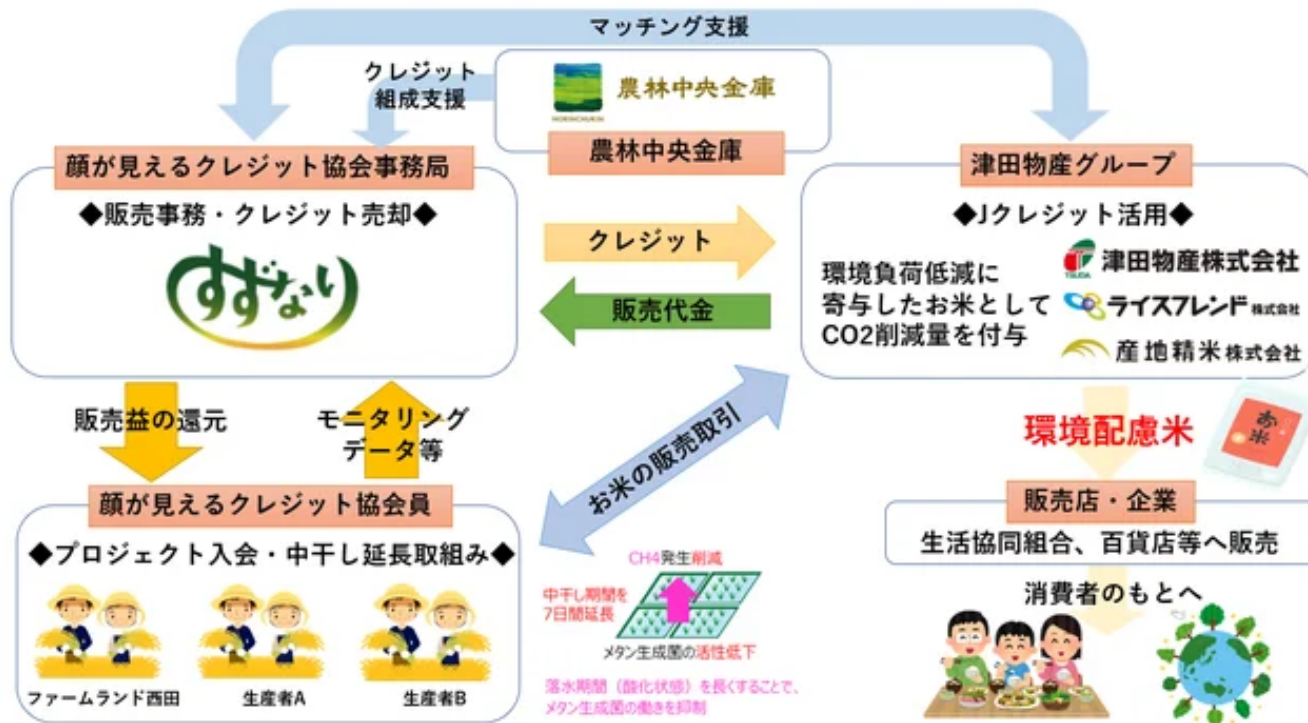 マッチング支援
クレジット
組成支援
農林中央金庫
NORINCHUKIN
農林中央金庫
顔が見えるクレジット協会事務局
◆販売事務・クレジット売却◆
すずなり
クレジット
販売代金
津田物産グループ
◆Jクレジット活用◆
環境負荷低減に
寄与したお米として
CO2削減量を付与
TSUDA
津田物産株式会社
ライスフレンド株式会社
産地精米株式会社
販売益の還元
モニタリング
データ等
お米の販売取引
環境配慮米
お米
顔が見えるクレジット協会員
◆プロジェクト入会・中干し延長取組み◆
ファームランド西田
生産者A
生産者B
CH4発生削減
中干し期間を
7日間延長
メタン生成菌の活性低下
落水期間（酸化状態）を長くすることで、
メタン生成菌の働きを抑制
販売店・企業
生活協同組合、百貨店等へ販売
消費者のもとへ